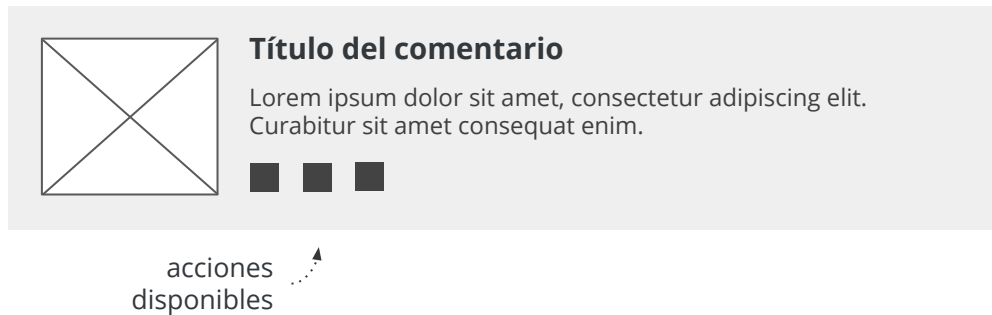 Título del comentario
Lorem ipsum dolor sit amet, consectetur adipiscing elit.
Curabitur sit amet consequat enim.
acciones
disponibles